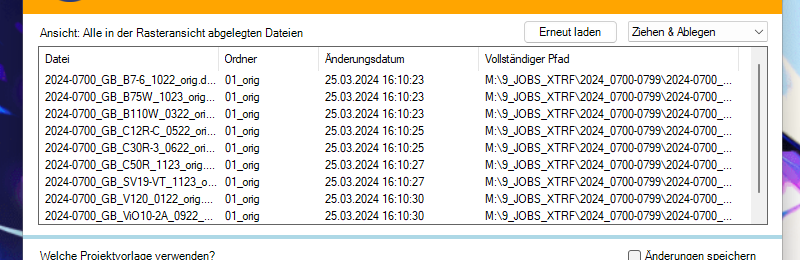 Ansicht: Alle in der Rasteransicht abgelegten Dateien Erneut laden Ziehen & Ablegen
Datei Ordner Änderungsdatum Vollständiger Pfad
2024-0700_GB_B7-6_1022_orig.d... 01_orig 25.03.2024 16:10:23 M:\9_JOBS_XTRF\2024_0700-0799\2024-0700_...
2024-0700_GB_B75W_1023_orig... 01_orig 25.03.2024 16:10:23 M:\9_JOBS_XTRF\2024_0700-0799\2024-0700_...
2024-0700_GB_B110W_0322_ori... 01_orig 25.03.2024 16:10:23 M:\9_JOBS_XTRF\2024_0700-0799\2024-0700_...
2024-0700_GB_C12R-C_0522_ori... 01_orig 25.03.2024 16:10:25 M:\9_JOBS_XTRF\2024_0700-0799\2024-0700_...
2024-0700_GB_C30R-3_0622_ori... 01_orig 25.03.2024 16:10:25 M:\9_JOBS_XTRF\2024_0700-0799\2024-0700_...
2024-0700_GB_C50R_1123_orig.... 01_orig 25.03.2024 16:10:27 M:\9_JOBS_XTRF\2024_0700-0799\2024-0700_...
2024-0700_GB_SV19-VT_1123_o... 01_orig 25.03.2024 16:10:27 M:\9_JOBS_XTRF\2024_0700-0799\2024-0700_...
2024-0700_GB_V120_0122_orig.... 01_orig 25.03.2024 16:10:30 M:\9_JOBS_XTRF\2024_0700-0799\2024-0700_...
2024-0700_GB_ViO10-2A_0922_... 01_orig 25.03.2024 16:10:30 M:\9_JOBS_XTRF\2024_0700-0799\2024-0700_...
Welche Projektvorlage verwenden? Änderungen speichern